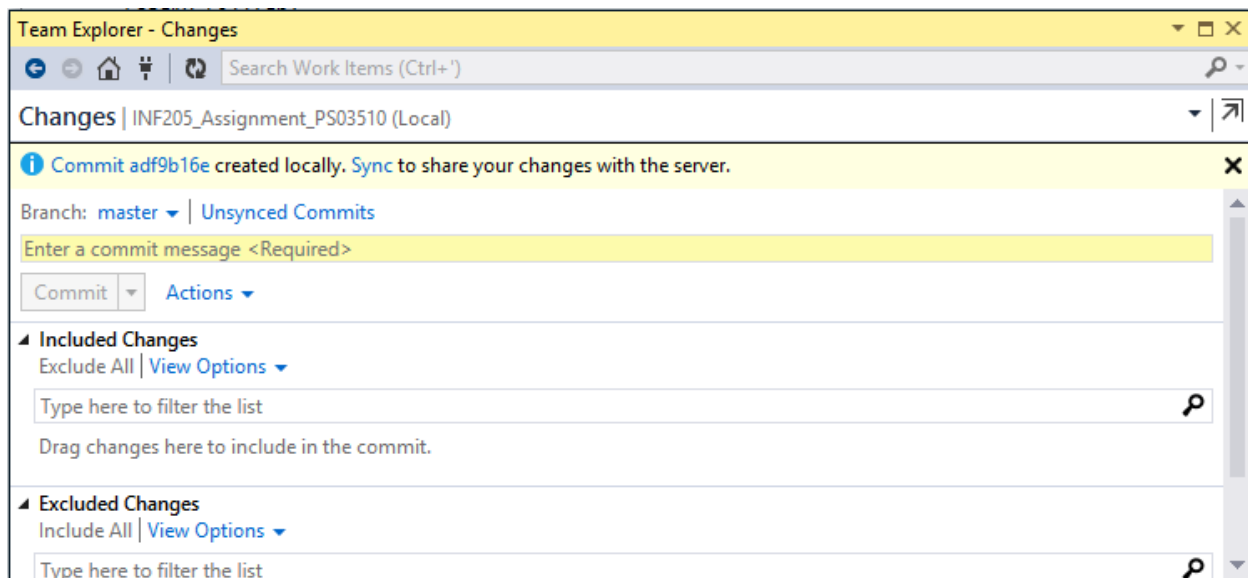 Team Explorer - Changes
Search Work Items (Ctrl+')
Changes | INF205_Assignment_PS03510 (Local)
Commit adf9b16e created locally. Sync to share your changes with the server.
Branch: master | Unsynced Commits
Enter a commit message <Required>
Commit Actions
Included Changes
Exclude All | View Options
Type here to filter the list
Drag changes here to include in the commit.
Excluded Changes
Include All | View Options
Type here to filter the list